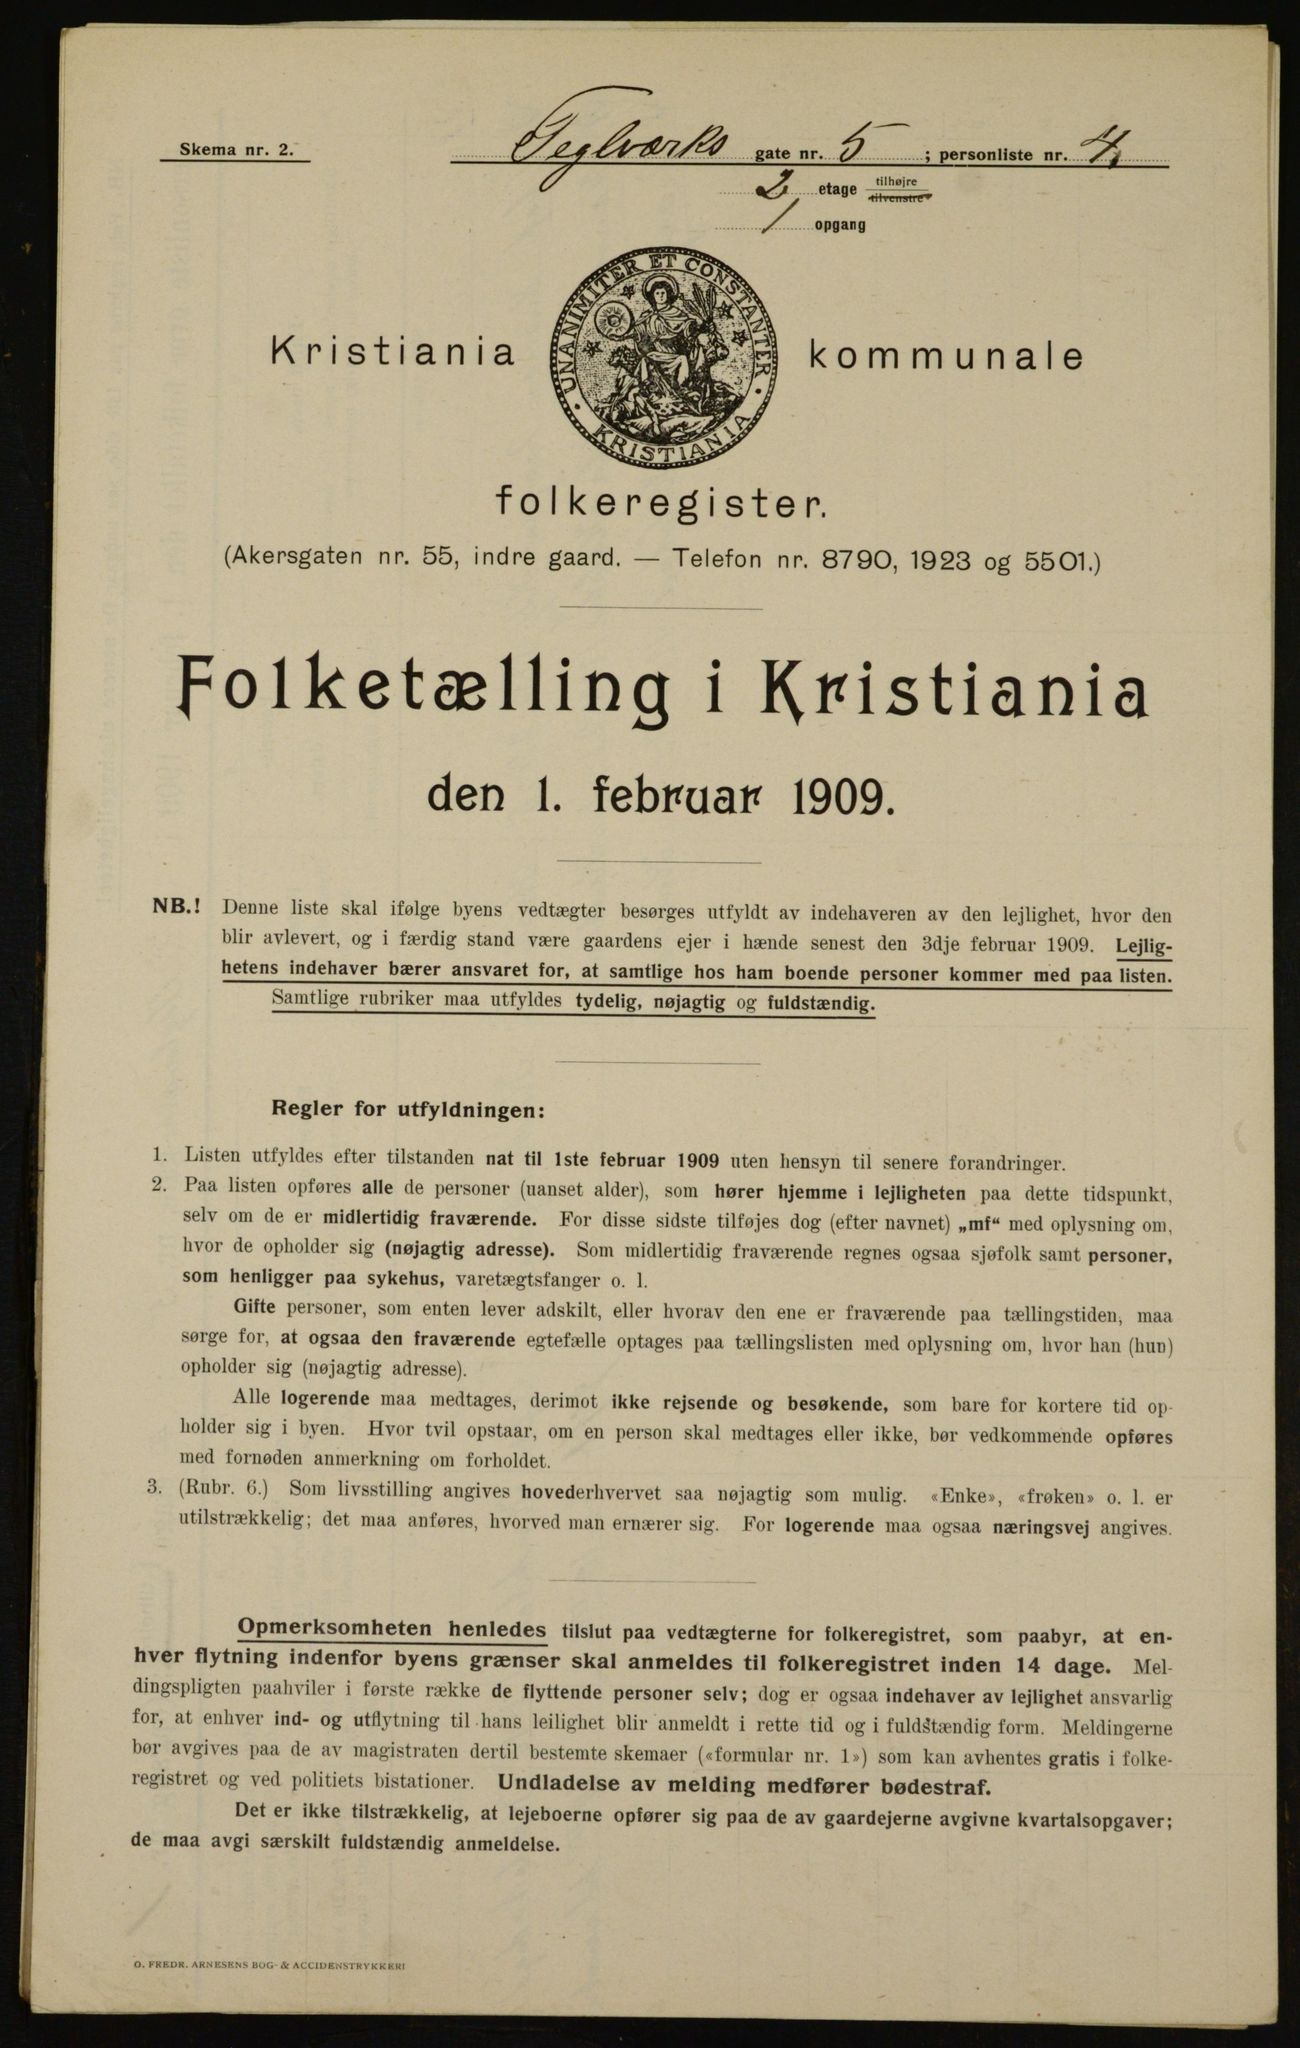 Skema nr. 2.
Teglværks gate nr. 5 ; personliste nr. 4
2 etage tilhøjre
tilvenstre
1 opgang
UNANIMITER ET CONSTANTER
KRISTIANIA
Kristiania kommunale
folkeregister.
(Akersgaten nr. 55, indre gaard. — Telefon nr. 8790, 1923 og 5501.)
Folketælling i Kristiania
den 1. februar 1909.
NB.! Denne liste skal ifølge byens vedtægter besørges utfyldt av indehaveren av den lejlighet, hvor den
blir avlevert, og i færdig stand være gaardens ejer i hænde senest den 3dje februar 1909. Lejlig-
hetens indehaver bærer ansvaret for, at samtlige hos ham boende personer kommer med paa listen.
Samtlige rubriker maa utfyldes tydelig, nøjagtig og fuldstændig.
Regler for utfyldningen:
1. Listen utfyldes efter tilstanden nat til 1ste februar 1909 uten hensyn til senere forandringer.
2. Paa listen opføres alle de personer (uanset alder), som hører hjemme i lejligheten paa dette tidspunkt,
selv om de er midlertidig fraværende. For disse sidste tilføjes dog (efter navnet) „mf“ med oplysning om,
hvor de opholder sig (nøjagtig adresse). Som midlertidig fraværende regnes ogsaa sjøfolk samt personer,
som henligger paa sykehus, varetægtsfanger o. l.
Gifte personer, som enten lever adskilt, eller hvorav den ene er fraværende paa tællingstiden, maa
sørge for, at ogsaa den fraværende egtefælle optages paa tællingslisten med oplysning om, hvor han (hun)
opholder sig (nøjagtig adresse).
Alle logerende maa medtages, derimot ikke rejsende og besøkende, som bare for kortere tid op-
holder sig i byen. Hvor tvil opstaar, om en person skal medtages eller ikke, bør vedkommende opføres
med fornøden anmerkning om forholdet.
3. (Rubr. 6.) Som livsstilling angives hovederhvervet saa nøjagtig som mulig. «Enke», «frøken» o. l. er
utilstrækkelig; det maa anføres, hvorved man ernærer sig. For logerende maa ogsaa næringsvej angives.
Opmerksomheten henledes tilslut paa vedtægterne for folkeregistret, som paabyr, at en-
hver flytning indenfor byens grænser skal anmeldes til folkeregistret inden 14 dage. Mel-
dingspligten paahviler i første række de flyttende personer selv; dog er ogsaa indehaver av lejlighet ansvarlig
for, at enhver ind- og utflytning til hans leilighet blir anmeldt i rette tid og i fuldstændig form. Meldingerne
bør avgives paa de av magistraten dertil bestemte skemaer («formular nr. 1») som kan avhentes gratis i folke-
registret og ved politiets bistationer. Undladelse av melding medfører bødestraf.
Det er ikke tilstrækkelig, at lejeboerne opfører sig paa de av gaardejerne avgivne kvartalsopgaver;
de maa avgi særskilt fuldstændig anmeldelse.
O. FREDR. ARNESENS BOG- & ACCIDENSTRYKKERI